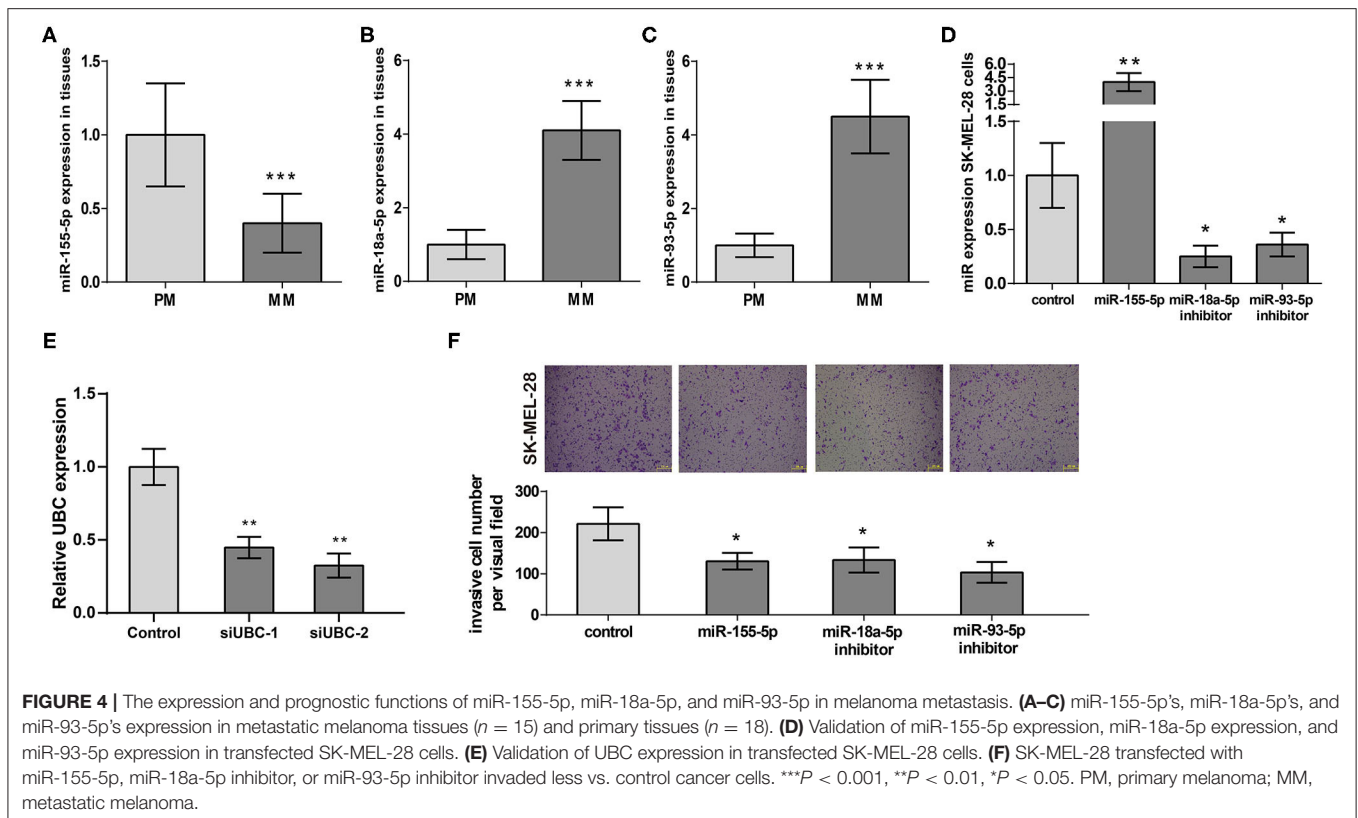 A
miR-155-5p expression in tissues
1.5
1.0
0.5
0.0
***
PM
MM
B
miR-18a-5p expression in tissues
6
4
2
0
***
PM
MM
C
miR-93-5p expression in tissues
6
4
2
0
***
PM
MM
D
miR expression SK-MEL-28 cells
6.0
4.5
3.0
1.5
1.5
1.0
0.5
0.0
**
*
*
control
miR-155-5p
miR-18a-5p
inhibitor
miR-93-5p
inhibitor
E
Relative UBC expression
1.5
1.0
0.5
0.0
**
**
Control
siUBC-1
siUBC-2
F
SK-MEL-28
invasive cell number
per visual field
300
200
100
0
*
*
*
control
miR-155-5p
miR-18a-5p
inhibitor
miR-93-5p
inhibitor
FIGURE 4 | The expression and prognostic functions of miR-155-5p, miR-18a-5p, and miR-93-5p in melanoma metastasis. (A–C) miR-155-5p's, miR-18a-5p's, and
miR-93-5p's expression in metastatic melanoma tissues (n = 15) and primary tissues (n = 18). (D) Validation of miR-155-5p expression, miR-18a-5p expression, and
miR-93-5p expression in transfected SK-MEL-28 cells. (E) Validation of UBC expression in transfected SK-MEL-28 cells. (F) SK-MEL-28 transfected with
miR-155-5p, miR-18a-5p inhibitor, or miR-93-5p inhibitor invaded less vs. control cancer cells. ***P < 0.001, **P < 0.01, *P < 0.05. PM, primary melanoma; MM,
metastatic melanoma.